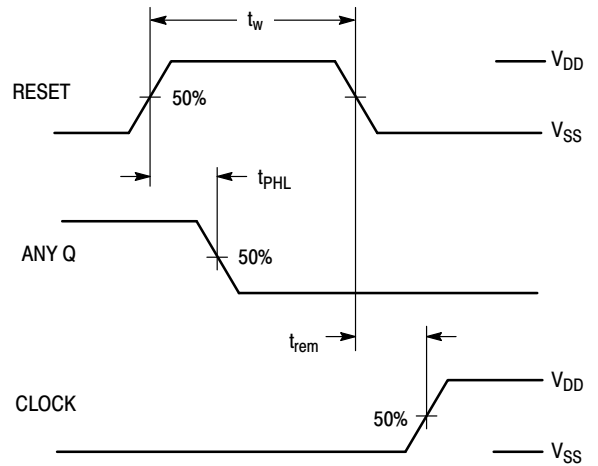 t_w
V_DD
RESET
50%
V_SS
t_PHL
ANY Q
50%
t_rem
V_DD
CLOCK
50%
V_SS